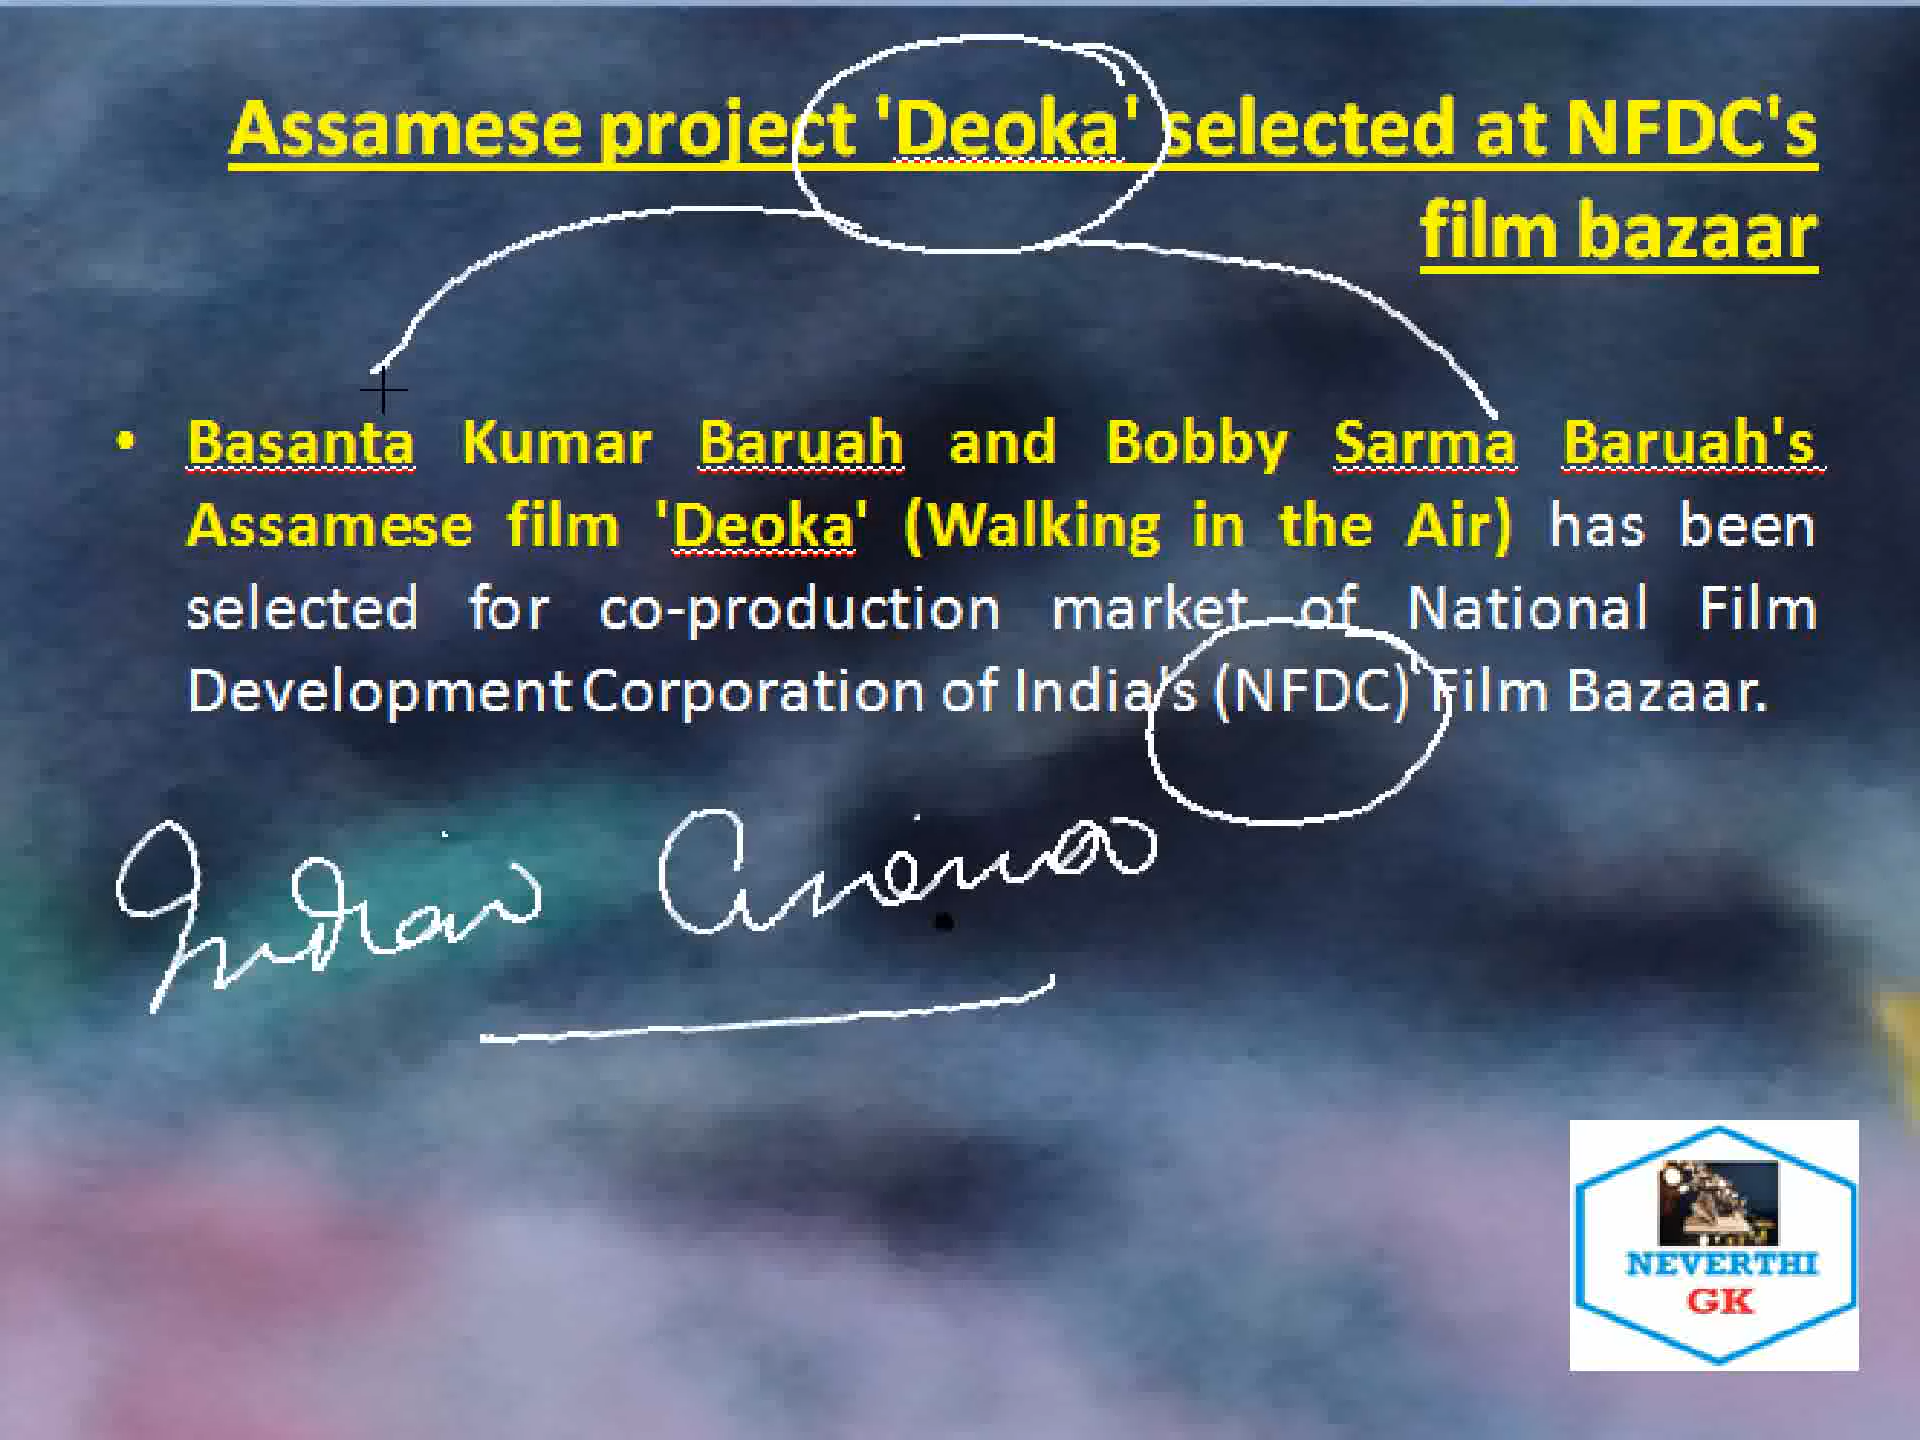 Assamese project 'Deoka' selected at NFDC's
film bazaar
• Basanta Kumar Baruah and Bobby Sarma Baruah's
Assamese film 'Deoka' (Walking in the Air) has been
selected for co-production market of National Film
Development Corporation of India's (NFDC) Film Bazaar.
Indian Cinema
NEVERTHI
GK